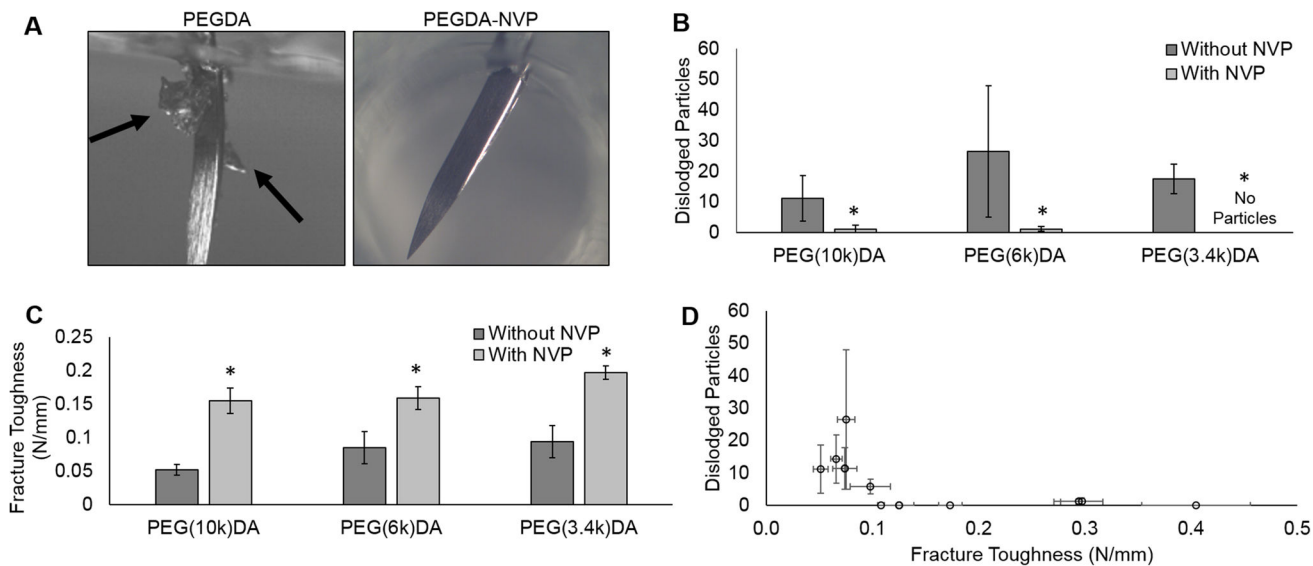 A
PEGDA
PEGDA-NVP
B
Dislodged Particles
60
50
40
30
20
10
0
Without NVP
With NVP
*
*
*
No
Particles
PEG(10k)DA
PEG(6k)DA
PEG(3.4k)DA
C
Fracture Toughness
(N/mm)
0.25
0.2
0.15
0.1
0.05
0
Without NVP
With NVP
*
*
*
PEG(10k)DA
PEG(6k)DA
PEG(3.4k)DA
D
Dislodged Particles
60
50
40
30
20
10
0
0.0
0.1
0.2
0.3
0.4
0.5
Fracture Toughness (N/mm)